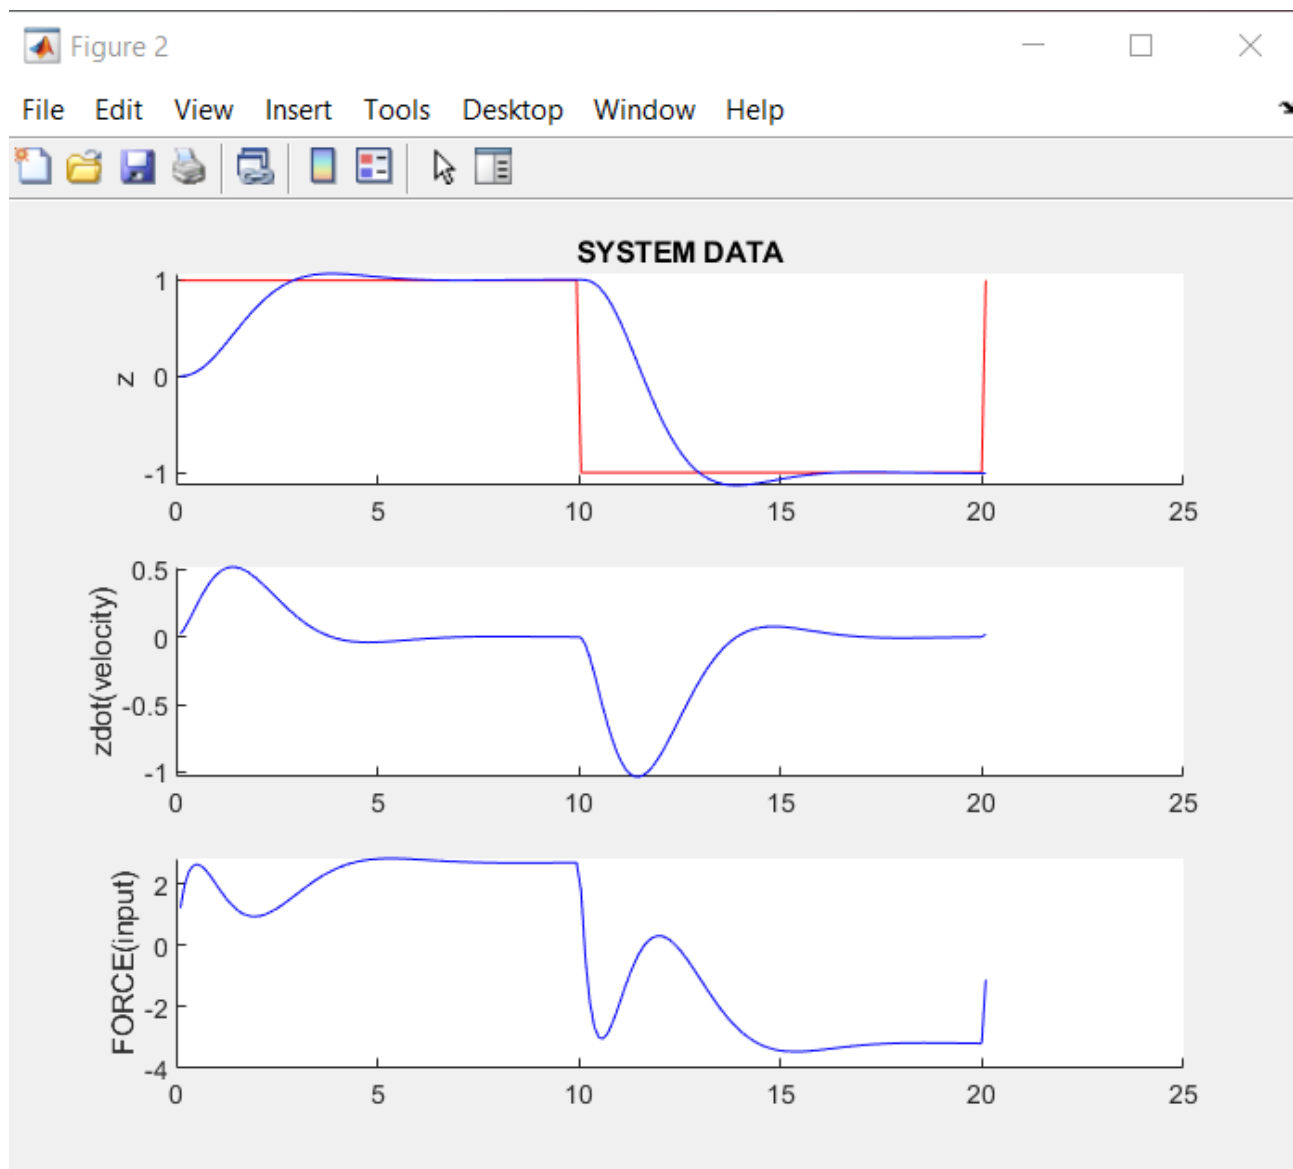 Figure 2
File Edit View Insert Tools Desktop Window Help
SYSTEM DATA
1
0
-1
z
0 5 10 15 20 25
0.5
0
-0.5
-1
zdot(velocity)
0 5 10 15 20 25
2
0
-2
-4
FORCE(input)
0 5 10 15 20 25